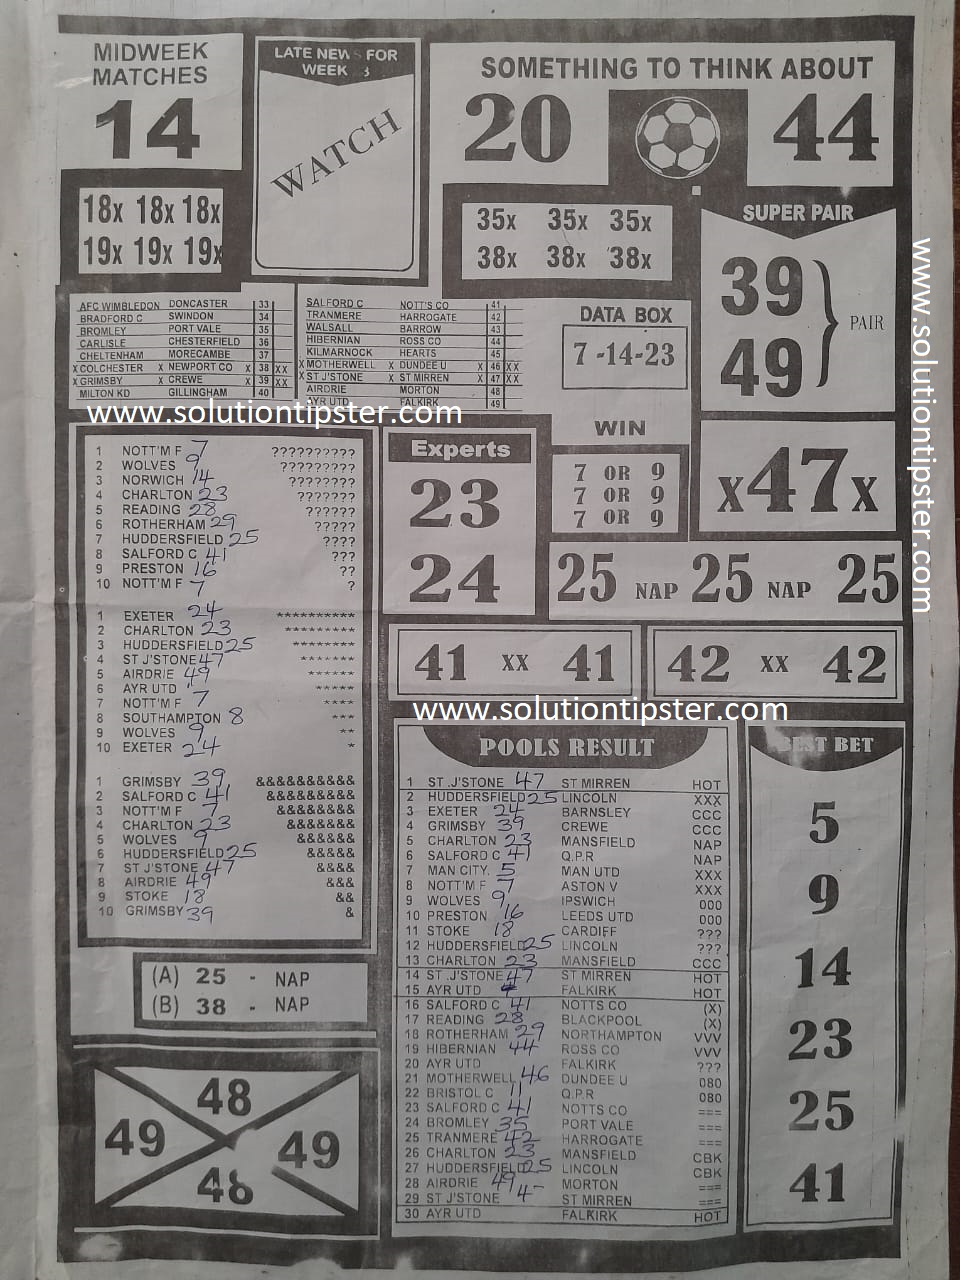 MIDWEEK
MATCHES
14
18x 18x 18x
19x 19x 19x
LATE NEWS FOR
WEEK 3
WATCH
SOMETHING TO THINK ABOUT
20 44
35x 35x 35x
38x 38x 38x
SUPER PAIR
39
49
PAIR
www.solutiontipster.com
AFC WIMBLEDON DONCASTER 33
BRADFORD C SWINDON 34
BROMLEY PORT VALE 35
CARLISLE CHESTERFIELD 36
CHELTENHAM MORECAMBE 37
X COLCHESTER X NEWPORT CO X 38 XX
X GRIMSBY X CREWE X 39 XX
MILTON KD GILLINGHAM 40
SALFORD C NOTT'S CO 41
TRANMERE HARROGATE 42
WALSALL BARROW 43
HIBERNIAN ROSS CO 44
KILMARNOCK HEARTS 45
X MOTHERWELL X DUNDEE U X 46 XX
X ST J'STONE X ST MIRREN X 47 XX
AIRDRIE MORTON 48
AYR UTD FALKIRK 49
DATA BOX
7 -14-23
www.solutiontipster.com
1 NOTT'M F 7 ??????????
2 WOLVES 9 ?????????
3 NORWICH 14 ????????
4 CHARLTON 23 ???????
5 READING 28 ??????
6 ROTHERHAM 29 ?????
7 HUDDERSFIELD 25 ????
8 SALFORD C 41 ???
9 PRESTON 16 ??
10 NOTT'M F 7 ?
1 EXETER 24 **********
2 CHARLTON 23 *********
3 HUDDERSFIELD 25 ********
4 ST J'STONE 47 *******
5 AIRDRIE 49 ******
6 AYR UTD *****
7 NOTT'M F 7 ****
8 SOUTHAMPTON 8 ***
9 WOLVES 9 **
10 EXETER 24 *
1 GRIMSBY 39 &&&&&&&&&&
2 SALFORD C 41 &&&&&&&&&
3 NOTT'M F 7 &&&&&&&&
4 CHARLTON 23 &&&&&&&
5 WOLVES 9 &&&&&&
6 HUDDERSFIELD 25 &&&&&
7 ST J'STONE 47 &&&&
8 AIRDRIE 49 &&&
9 STOKE 18 &&
10 GRIMSBY 39 &
(A) 25 - NAP
(B) 38 - NAP
48
49 49
48
Experts
23
24
WIN
7 OR 9
7 OR 9
7 OR 9
X47X
25 NAP 25 NAP 25
41 XX 41
42 XX 42
www.solutiontipster.com
POOLS RESULT
1 ST .J'STONE 47 ST MIRREN HOT
2 HUDDERSFIELD 25 LINCOLN XXX
3 EXETER 24 BARNSLEY CCC
4 GRIMSBY 39 CREWE CCC
5 CHARLTON 23 MANSFIELD NAP
6 SALFORD C 41 Q.P.R NAP
7 MAN CITY. 5 MAN UTD XXX
8 NOTT'M F 7 ASTON V XXX
9 WOLVES 9 IPSWICH 000
10 PRESTON 16 LEEDS UTD 000
11 STOKE 18 CARDIFF ???
12 HUDDERSFIELD 25 LINCOLN ???
13 CHARLTON 23 MANSFIELD CCC
14 ST .J'STONE 47 ST MIRREN HOT
15 AYR UTD FALKIRK HOT
16 SALFORD C 41 NOTTS CO (X)
17 READING 28 BLACKPOOL (X)
18 ROTHERHAM 29 NORTHAMPTON VVV
19 HIBERNIAN 44 ROSS CO VVV
20 AYR UTD FALKIRK ???
21 MOTHERWELL 46 DUNDEE U 080
22 BRISTOL C 11 Q.P.R 080
23 SALFORD C 41 NOTTS CO ===
24 BROMLEY 35 PORT VALE ===
25 TRANMERE 42 HARROGATE ===
26 CHARLTON 23 MANSFIELD CBK
27 HUDDERSFIELD 25 LINCOLN CBK
28 AIRDRIE 49 MORTON ===
29 ST J'STONE 4- ST MIRREN ===
30 AYR UTD FALKIRK HOT
BEST BET
5
9
14
23
25
41